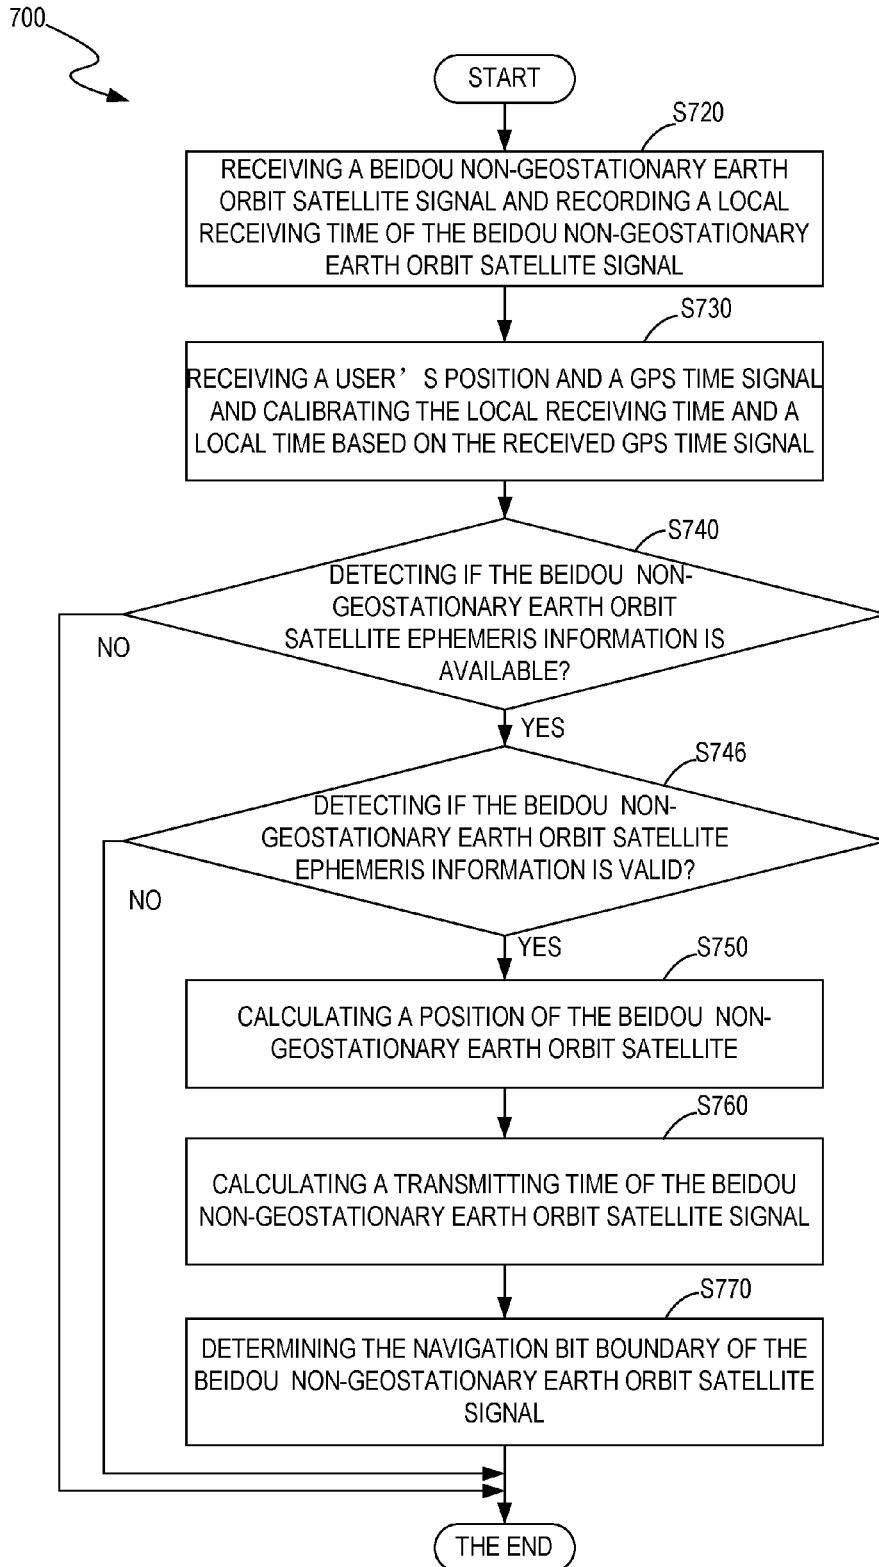 700
START
S720
RECEIVING A BEIDOU NON-GEOSTATIONARY EARTH
ORBIT SATELLITE SIGNAL AND RECORDING A LOCAL
RECEIVING TIME OF THE BEIDOU NON-GEOSTATIONARY
EARTH ORBIT SATELLITE SIGNAL
S730
RECEIVING A USER’S POSITION AND A GPS TIME SIGNAL
AND CALIBRATING THE LOCAL RECEIVING TIME AND A
LOCAL TIME BASED ON THE RECEIVED GPS TIME SIGNAL
S740
DETECTING IF THE BEIDOU NON-
GEOSTATIONARY EARTH ORBIT
SATELLITE EPHEMERIS INFORMATION IS
AVAILABLE?
NO
YES
S746
DETECTING IF THE BEIDOU NON-
GEOSTATIONARY EARTH ORBIT SATELLITE
EPHEMERIS INFORMATION IS VALID?
NO
YES
S750
CALCULATING A POSITION OF THE BEIDOU NON-
GEOSTATIONARY EARTH ORBIT SATELLITE
S760
CALCULATING A TRANSMITTING TIME OF THE BEIDOU
NON-GEOSTATIONARY EARTH ORBIT SATELLITE SIGNAL
S770
DETERMINING THE NAVIGATION BIT BOUNDARY OF THE
BEIDOU NON-GEOSTATIONARY EARTH ORBIT SATELLITE
SIGNAL
THE END